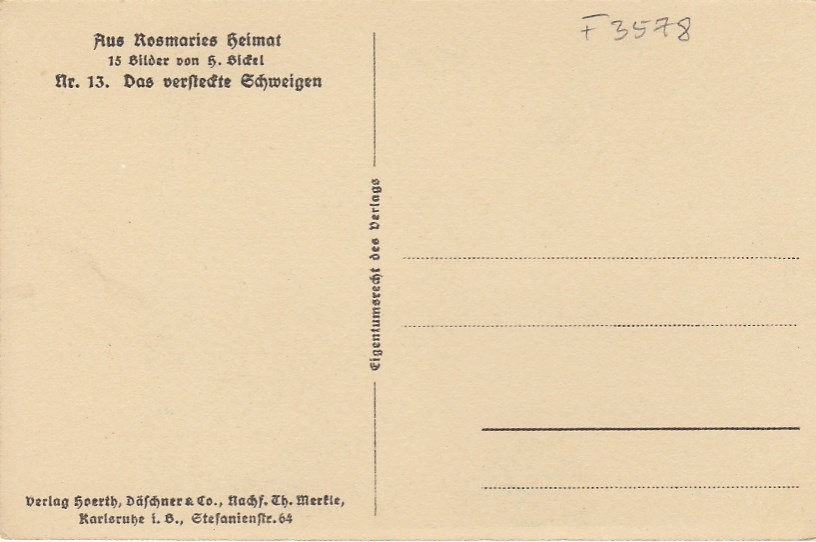 Aus Rosmaries Heimat
15 Bilder von H. Bickel
Nr. 13. Das versteckte Schweigen
F 3578
Eigentumsrecht des Verlags
Verlag Hoerth, Däschner & Co., Nachf. Th. Merkle,
Karlsruhe i. B., Stefanienstr. 64